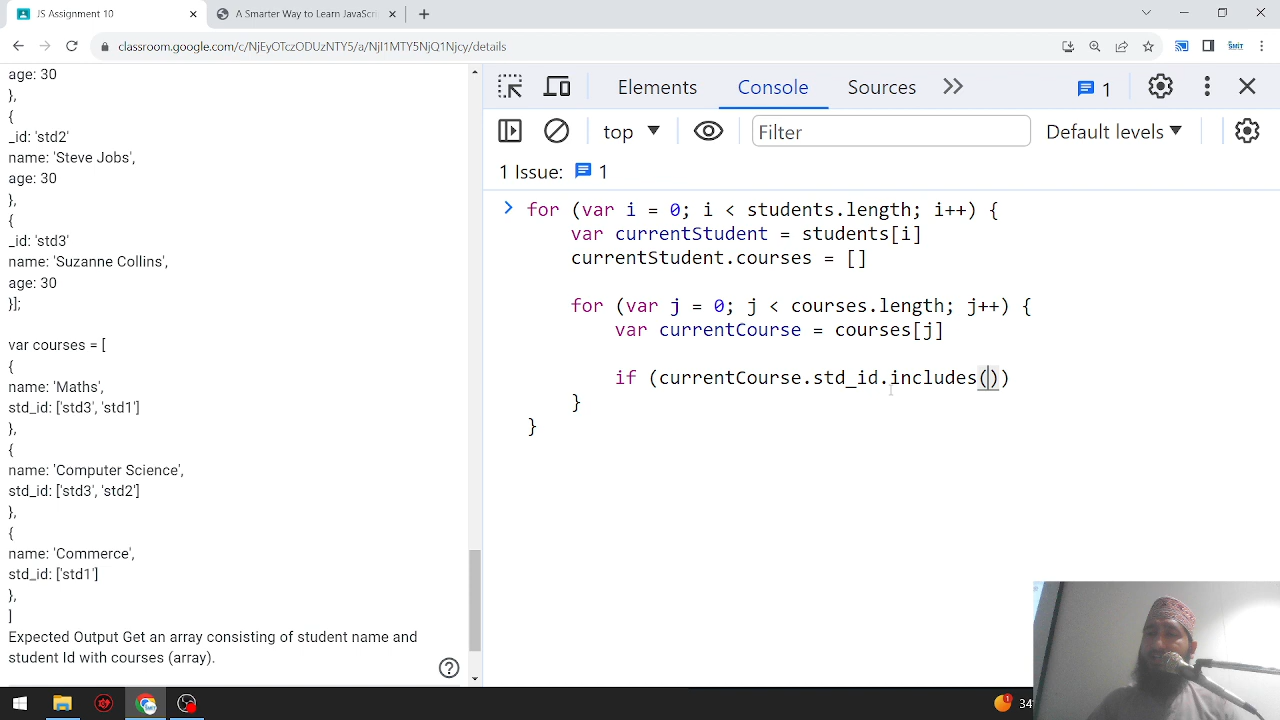 JS Assignment 10
A Smarter Way to Learn JavaScri
classroom.google.com/c/NjEyOTczODUzNTY5/a/NjI1MTY5NjQ1Njcy/details
age: 30
},
{
_id: 'std2'
name: 'Steve Jobs',
age: 30
},
{
_id: 'std3'
name: 'Suzanne Collins',
age: 30
}];
var courses = [
{
name: 'Maths',
std_id: ['std3', 'std1']
},
{
name: 'Computer Science',
std_id: ['std3', 'std2']
},
{
name: 'Commerce',
std_id: ['std1']
},
]
Expected Output Get an array consisting of student name and
student Id with courses (array).
Elements Console Sources 1
top Filter Default levels
1 Issue: 1
for (var i = 0; i < students.length; i++) {
var currentStudent = students[i]
currentStudent.courses = []
for (var j = 0; j < courses.length; j++) {
var currentCourse = courses[j]
if (currentCourse.std_id.includes())
}
}
1 34°